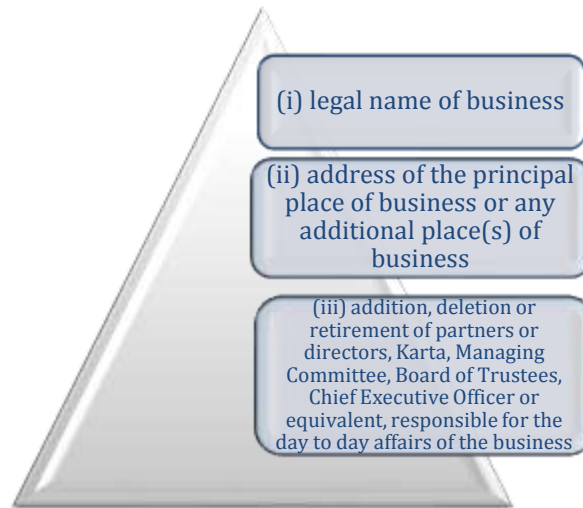 (i) legal name of business
(ii) address of the principal
place of business or any
additional place(s) of
business
(iii) addition, deletion or
retirement of partners or
directors, Karta, Managing
Committee, Board of Trustees,
Chief Executive Officer or
equivalent, responsible for the
day to day affairs of the business